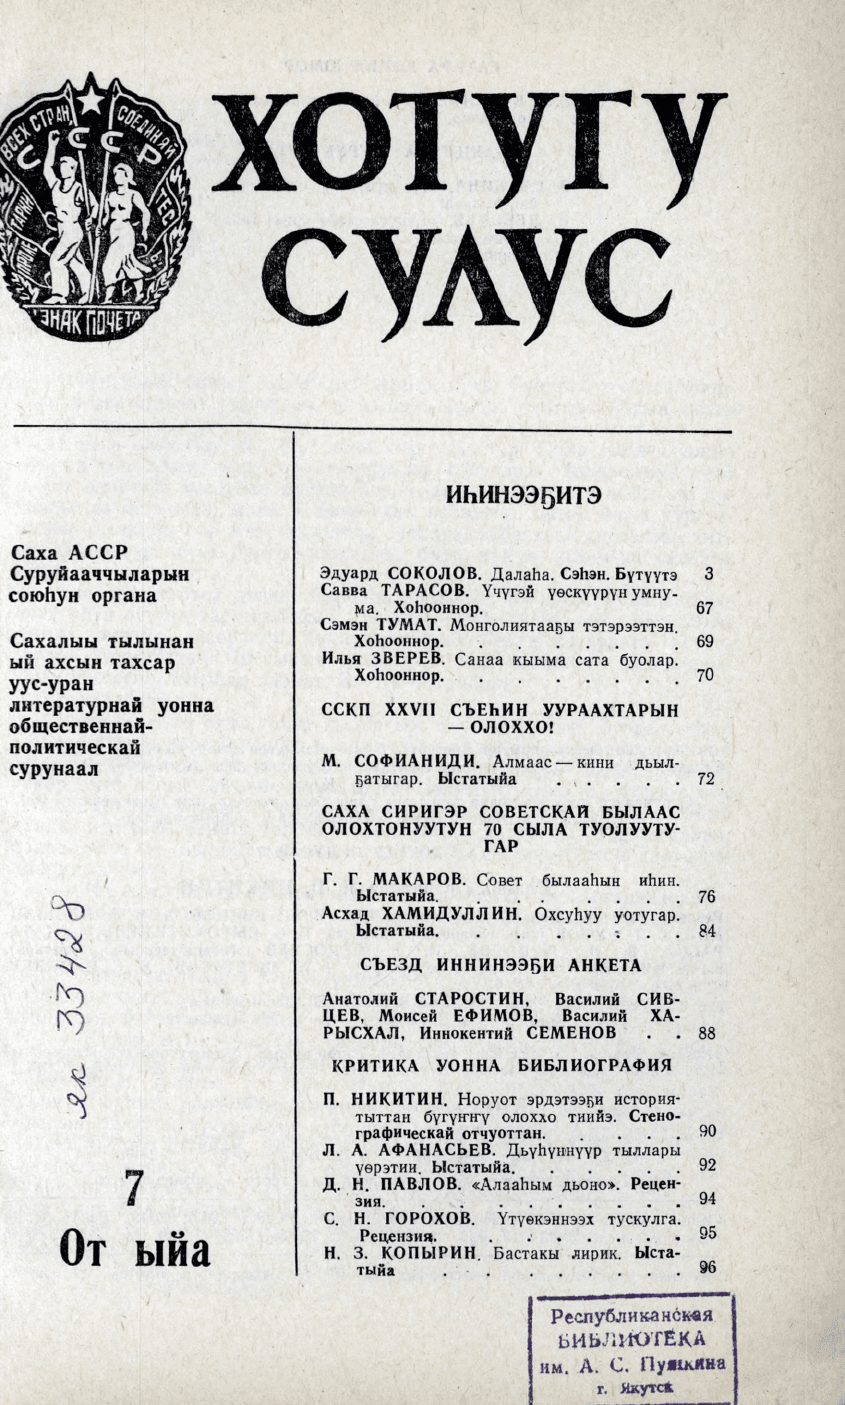 ВСЕХ СТРАН, СОЕДИНЯЙ
СССР
ЗНАК ПОЧЕТА
ХОТУГУ
СУЛУС
Саха АССР
Суруйааччыларын
союһун органа
Сахалыы тылынан
ый ахсын тахсар
уус-уран
литературнай уонна
общественнай-
политическай
сурунаал
як 33428
7
От ыйа
ИҺИНЭЭҔИТЭ
Эдуард СОКОЛОВ. Далаһа. Сэһэн. Бүтүүтэ 3
Савва ТАРАСОВ. Үчүгэй үөскүүрүн умну-
ма. Хоһооннор. 67
Сэмэн ТУМАТ. Монголиятааҕы тэтэрээттэн.
Хоһооннор. . . . . . . . 69
Илья ЗВЕРЕВ. Санаа кыыма сата буолар.
Хоһооннор. . . . . . . . 70
ССКП XXVII СЪЕҺИН УУРААХТАРЫН
— ОЛОХХО!
М. СОФИАНИДИ. Алмаас — кини дьыл-
ҕатыгар. Ыстатыйа . . . . . 72
САХА СИРИГЭР СОВЕТСКАЙ БЫЛААС
ОЛОХТОНУУТУН 70 СЫЛА ТУОЛУУТУ-
ГАР
Г. Г. МАКАРОВ. Совет былааһын иһин.
Ыстатыйа. . . . . . . . 76
Асхад ХАМИДУЛЛИН. Охсуһуу уотугар.
Ыстатыйа. . . . . . . . 84
СЪЕЗД ИННИНЭЭҔИ АНКЕТА
Анатолий СТАРОСТИН, Василий СИВ-
ЦЕВ, Моисей ЕФИМОВ, Василий ХА-
РЫСХАЛ, Иннокентий СЕМЕНОВ . . 88
КРИТИКА УОННА БИБЛИОГРАФИЯ
П. НИКИТИН. Норуот эрдэтээҕи история-
тыттан бүгүҥҥү олоххо тиийэ. Стено-
графическай отчуоттан. . . . . 90
Л. А. АФАНАСЬЕВ. Дьүһүннүүр тыллары
үөрэтии. Ыстатыйа. . . . . . 92
Д. Н. ПАВЛОВ. «Алааһым дьоно». Рецен-
зия. . . . . . . . . . 94
С. Н. ГОРОХОВ. Үтүөкэннээх тускулга.
Рецензия. . . . . . . . 95
Н. З. КОПЫРИН. Бастакы лирик. Ыста-
тыйа . . . . . . . . . 96
Республиканская
БИБЛИОТЕКА
им. А. С. Пушкина
г. Якутск